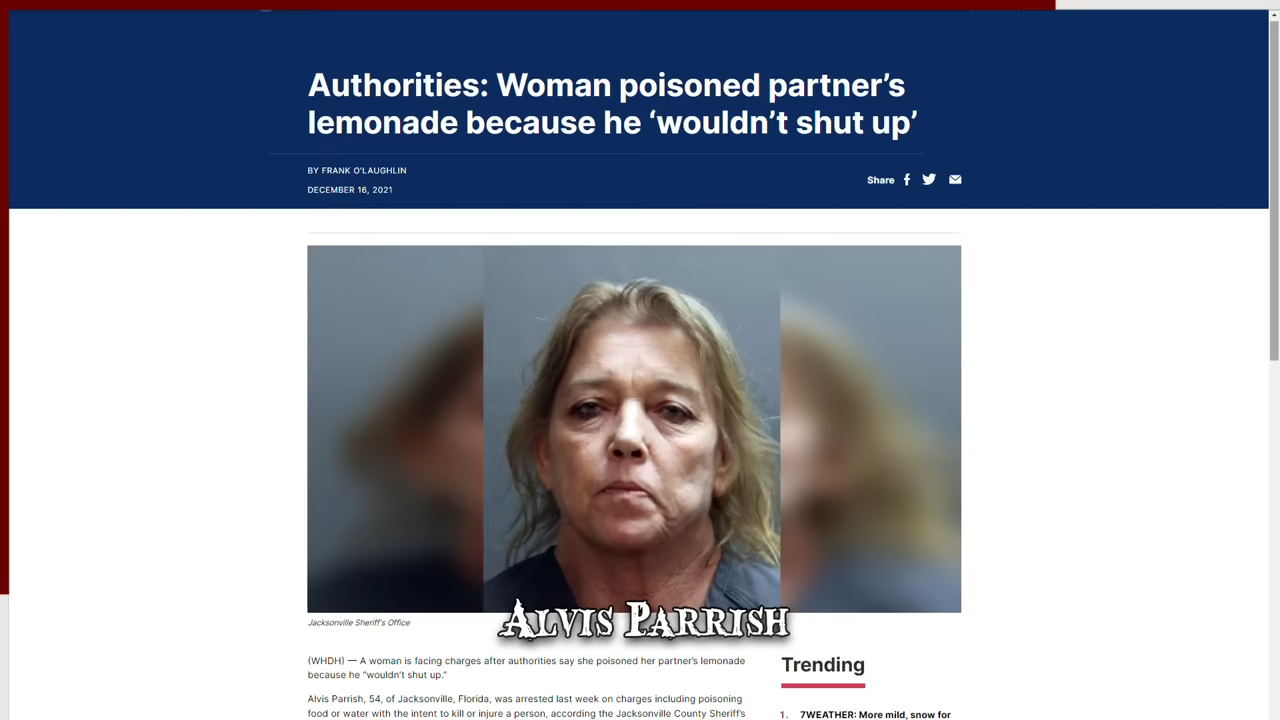 Authorities: Woman poisoned partner’s
lemonade because he ‘wouldn’t shut up’
BY FRANK O'LAUGHLIN
DECEMBER 16, 2021
Share
Jacksonville Sheriff's Office
ALVIS PARRISH
(WHDH) — A woman is facing charges after authorities say she poisoned her partner’s lemonade
because he “wouldn’t shut up.”
Alvis Parrish, 54, of Jacksonville, Florida, was arrested last week on charges including poisoning
food or water with the intent to kill or injure a person, according the Jacksonville County Sheriff’s
Trending
1. 7WEATHER: More mild, snow for